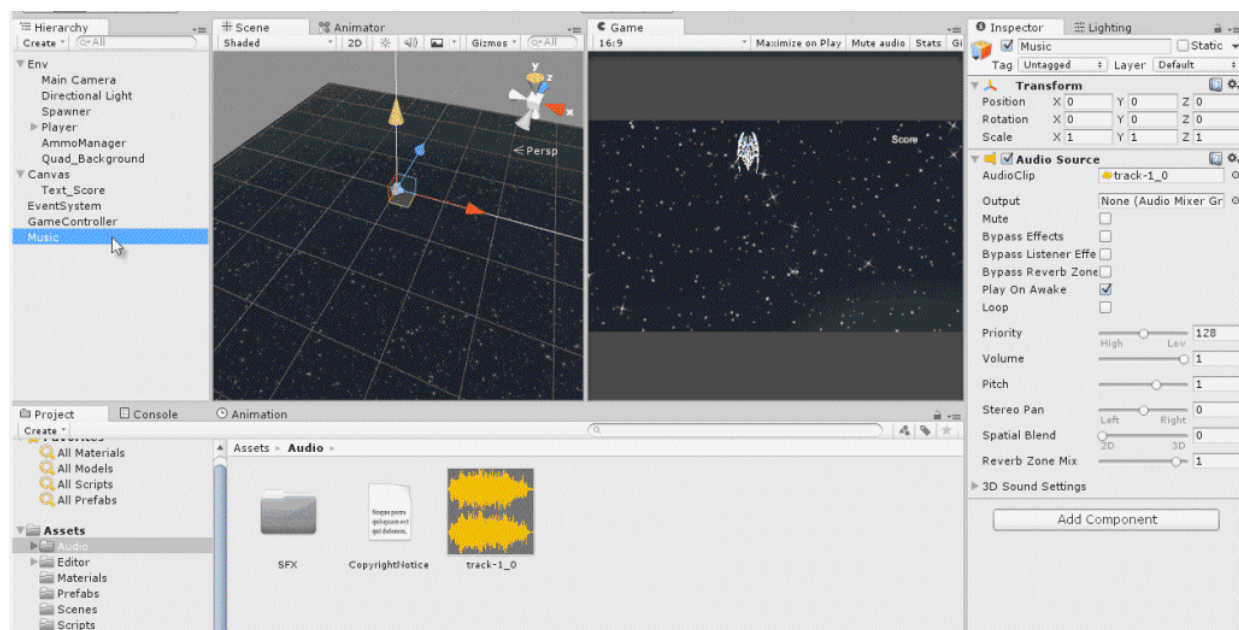 Hierarchy
Create
All
Env
Main Camera
Directional Light
Spawner
Player
AmmoManager
Quad_Background
Canvas
Text_Score
EventSystem
GameController
Music
Scene
Animator
Shaded
2D
Gizmos
All
y
z
x
Persp
Game
16:9
Maximize on Play
Mute audio
Stats
Gi
Score
Inspector
Lighting
Music
Static
Tag
Untagged
Layer
Default
Transform
Position X 0 Y 0 Z 0
Rotation X 0 Y 0 Z 0
Scale X 1 Y 1 Z 1
Audio Source
AudioClip track-1_0
Output None (Audio Mixer Gr
Mute
Bypass Effects
Bypass Listener Effe
Bypass Reverb Zone
Play On Awake
Loop
Priority 128
High Low
Volume 1
Pitch 1
Stereo Pan 0
Left Right
Spatial Blend 0
2D 3D
Reverb Zone Mix 1
3D Sound Settings
Add Component
Project
Console
Animation
Create
Favorites
All Materials
All Models
All Scripts
All Prefabs
Assets
Audio
Editor
Materials
Prefabs
Scenes
Scripts
Assets Audio
SFX
CopyrightNotice
track-1_0